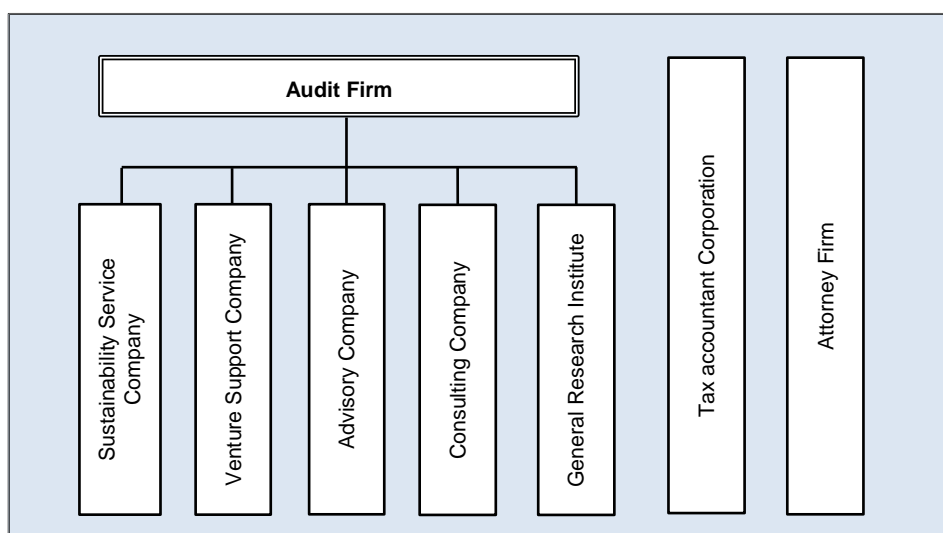 Audit Firm
Sustainability Service
Company
Venture Support Company
Advisory Company
Consulting Company
General Research Institute
Tax accountant Corporation
Attorney Firm